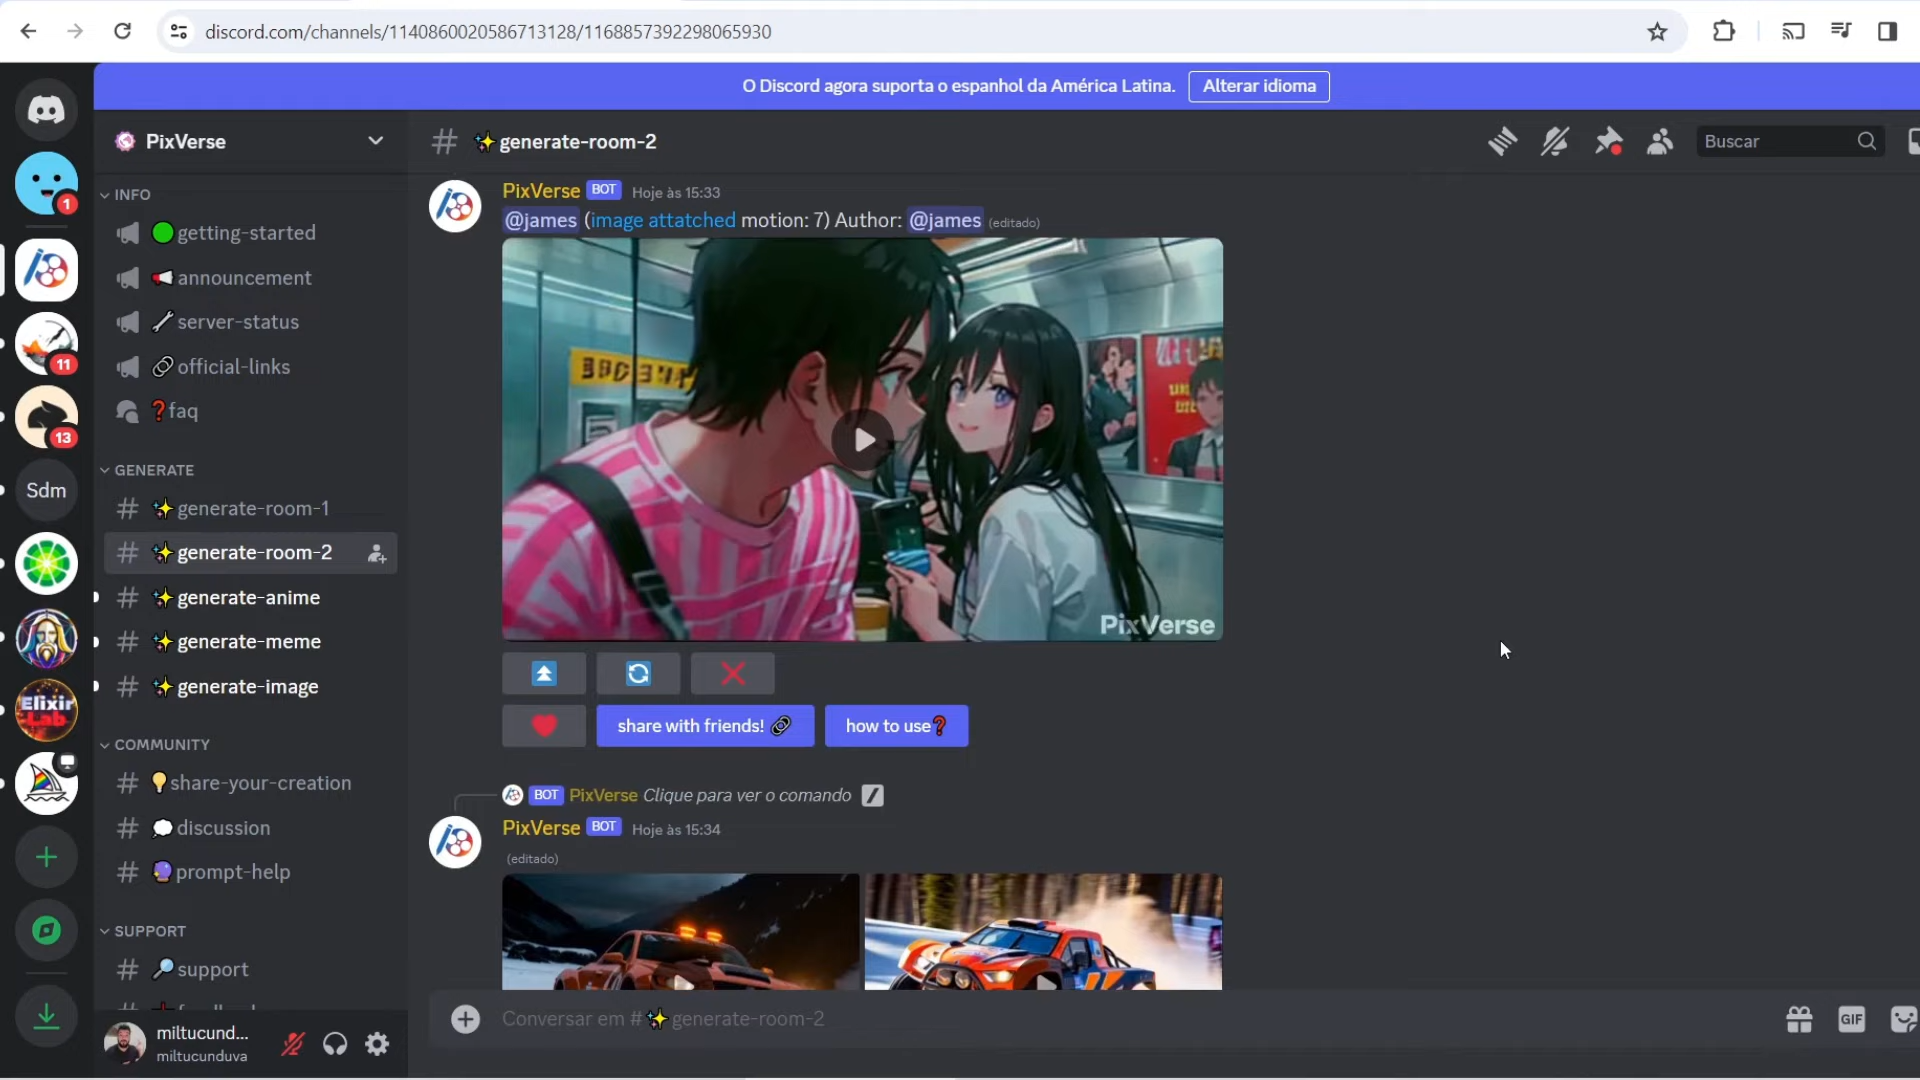 discord.com/channels/1140860020586713128/1168857392298065930
O Discord agora suporta o espanhol da América Latina.
Alterar idioma
PixVerse
generate-room-2
Buscar
INFO
getting-started
announcement
server-status
official-links
faq
GENERATE
generate-room-1
generate-room-2
generate-anime
generate-meme
generate-image
COMMUNITY
share-your-creation
discussion
prompt-help
SUPPORT
support
1
11
13
Sdm
Elixir
Lab
miltucund...
miltucunduva
PixVerse BOT Hoje às 15:33
@james (image attatched motion: 7) Author: @james (editado)
PixVerse
share with friends!
how to use?
BOT PixVerse Clique para ver o comando
PixVerse BOT Hoje às 15:34
(editado)
Conversar em #✨generate-room-2
GIF